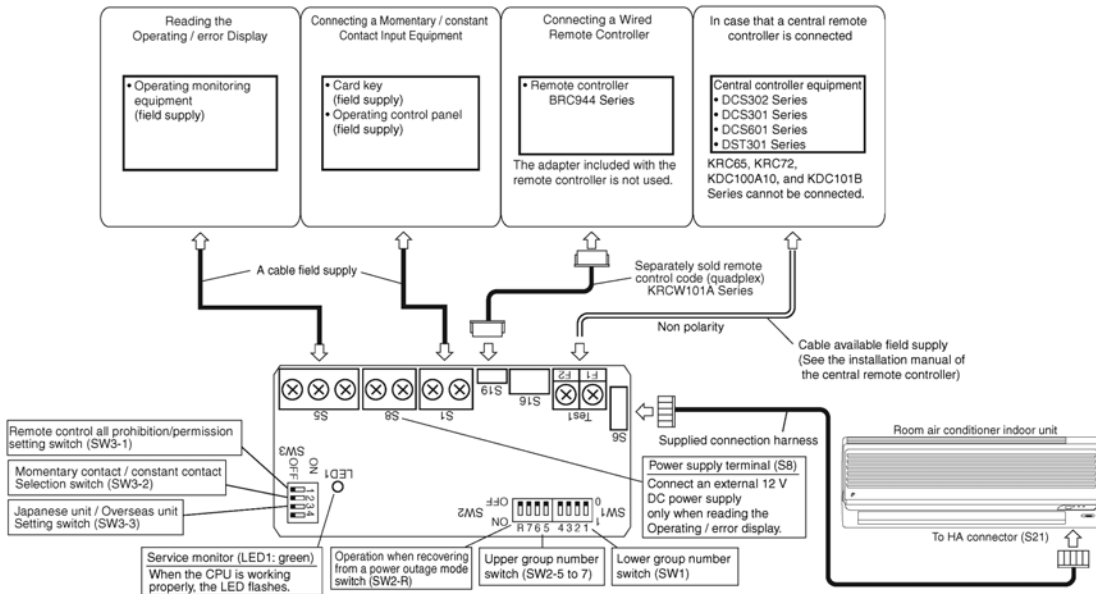 Reading the
Operating / error Display
• Operating monitoring
equipment
(field supply)
Connecting a Momentary / constant
Contact Input Equipment
• Card key
(field supply)
• Operating control panel
(field supply)
Connecting a Wired
Remote Controller
• Remote controller
BRC944 Series
The adapter included with the
remote controller is not used.
In case that a central remote
controller is connected
Central controller equipment
• DCS302 Series
• DCS301 Series
• DCS601 Series
• DST301 Series
KRC65, KRC72,
KDC100A10, and KDC101B
Series cannot be connected.
A cable field supply
Separately sold remote
control code (quadplex)
KRCW101A Series
Non polarity
Cable available field supply
(See the installation manual of
the central remote controller)
S5
S8
S1
S19
S16
F2
F1
Tes1
S6
Supplied connection harness
Room air conditioner indoor unit
To HA connector (S21)
Remote control all prohibition/permission
setting switch (SW3-1)
Momentary contact / constant contact
Selection switch (SW3-2)
Japanese unit / Overseas unit
Setting switch (SW3-3)
SW3
OFF
ON
1
2
3
4
LED1
SW2
OFF
ON
R 7 6 5 4 3 2 1
SW1
0
1
Power supply terminal (S8)
Connect an external 12 V
DC power supply
only when reading the
Operating / error display.
Service monitor (LED1: green)
When the CPU is working
properly, the LED flashes.
Operation when recovering
from a power outage mode
switch (SW2-R)
Upper group number
switch (SW2-5 to 7)
Lower group number
switch (SW1)